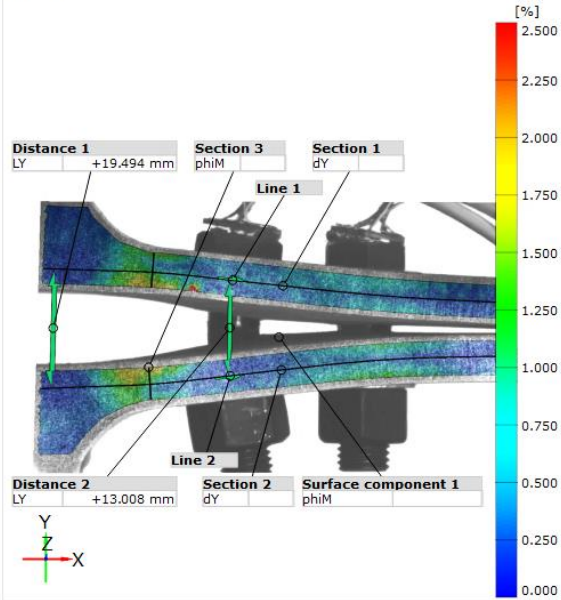 [%]
2.500
2.250
2.000
1.750
1.500
1.250
1.000
0.750
0.500
0.250
0.000
Distance 1
LY +19.494 mm
Section 3
phiM
Section 1
dY
Line 1
Line 2
Distance 2
LY +13.008 mm
Section 2
dY
Surface component 1
phiM
Y
Z
X